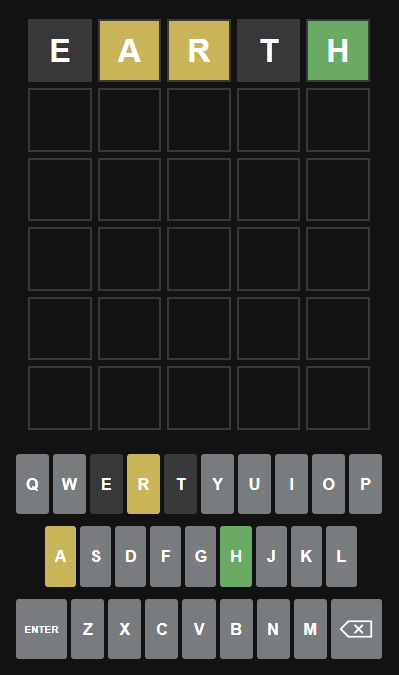 E A R T H
Q W E R T Y U I O P
A S D F G H J K L
ENTER Z X C V B N M